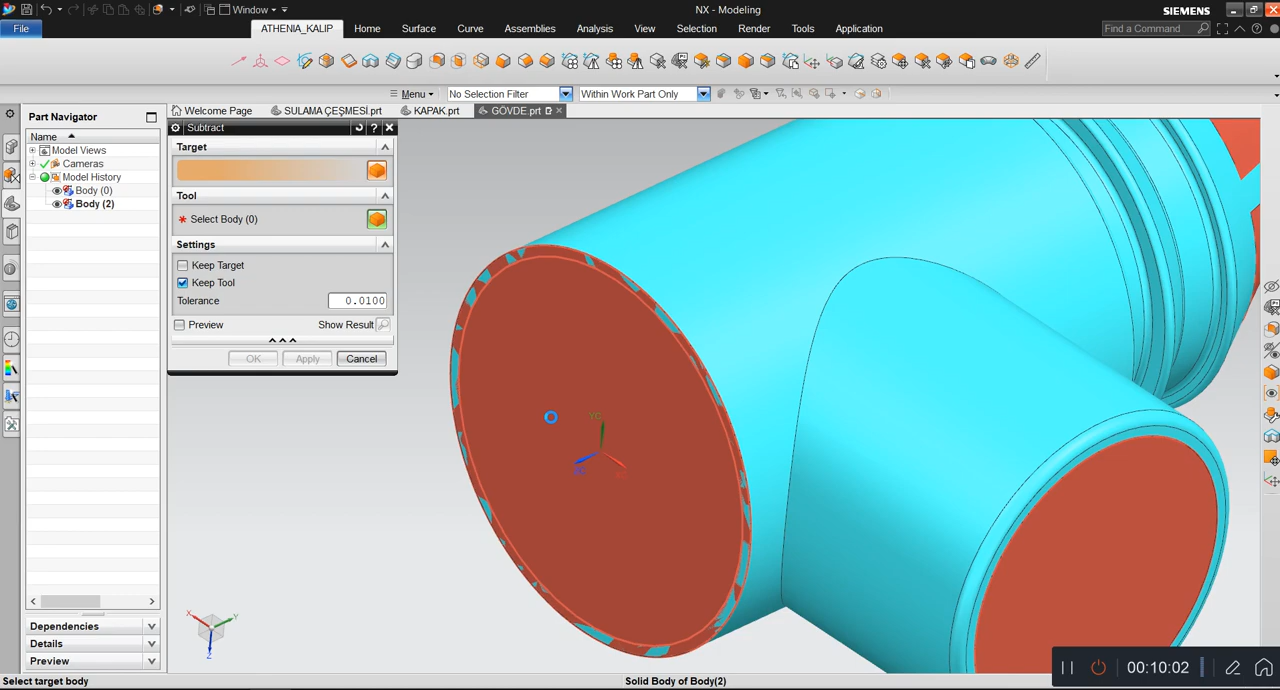 Window
NX - Modeling
SIEMENS
File
ATHENIA_KALIP
Home
Surface
Curve
Assemblies
Analysis
View
Selection
Render
Tools
Application
Find a Command
Menu
No Selection Filter
Within Work Part Only
Part Navigator
Welcome Page
SULAMA ÇEŞMESİ.prt
KAPAK.prt
GÖVDE.prt
Name
Model Views
Cameras
Model History
Body (0)
Body (2)
Subtract
Target
Tool
* Select Body (0)
Settings
Keep Target
Keep Tool
Tolerance
0.0100
Preview
Show Result
OK
Apply
Cancel
YC
X
Y
Z
Dependencies
Details
Preview
00:10:02
Select target body
Solid Body of Body(2)